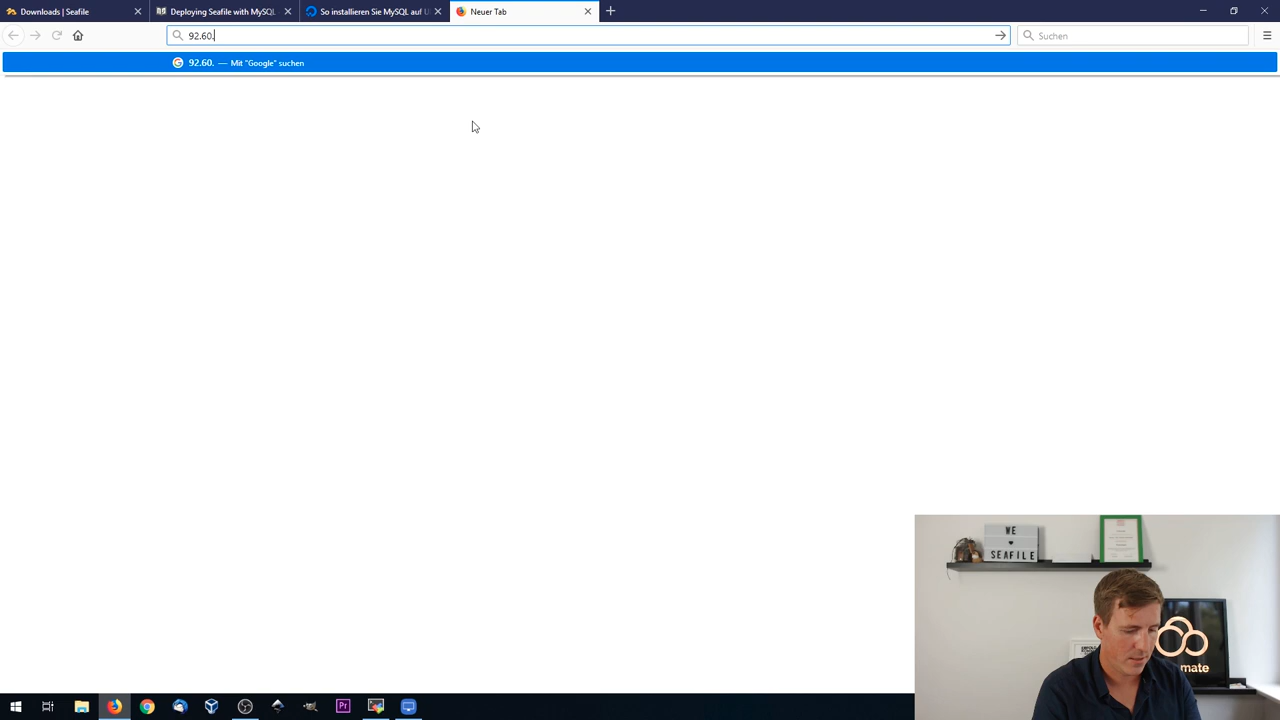 Downloads | Seafile
Deploying Seafile with MySQL
So installieren Sie MySQL auf U
Neuer Tab
92.60.
Suchen
92.60. — Mit "Google" suchen
WE
SEAFILE
mate
Pr